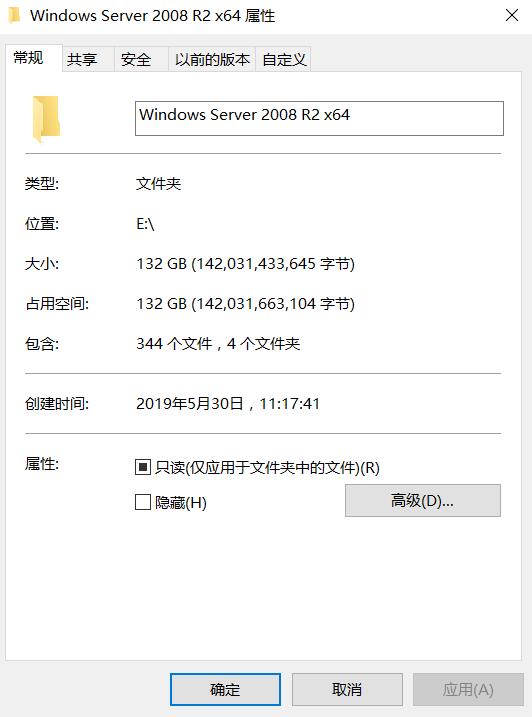 Windows Server 2008 R2 x64 属性
常规 共享 安全 以前的版本 自定义
Windows Server 2008 R2 x64
类型: 文件夹
位置: E:\
大小: 132 GB (142,031,433,645 字节)
占用空间: 132 GB (142,031,663,104 字节)
包含: 344 个文件，4 个文件夹
创建时间: 2019年5月30日，11:17:41
属性: 只读(仅应用于文件夹中的文件)(R)
隐藏(H) 高级(D)...
确定 取消 应用(A)